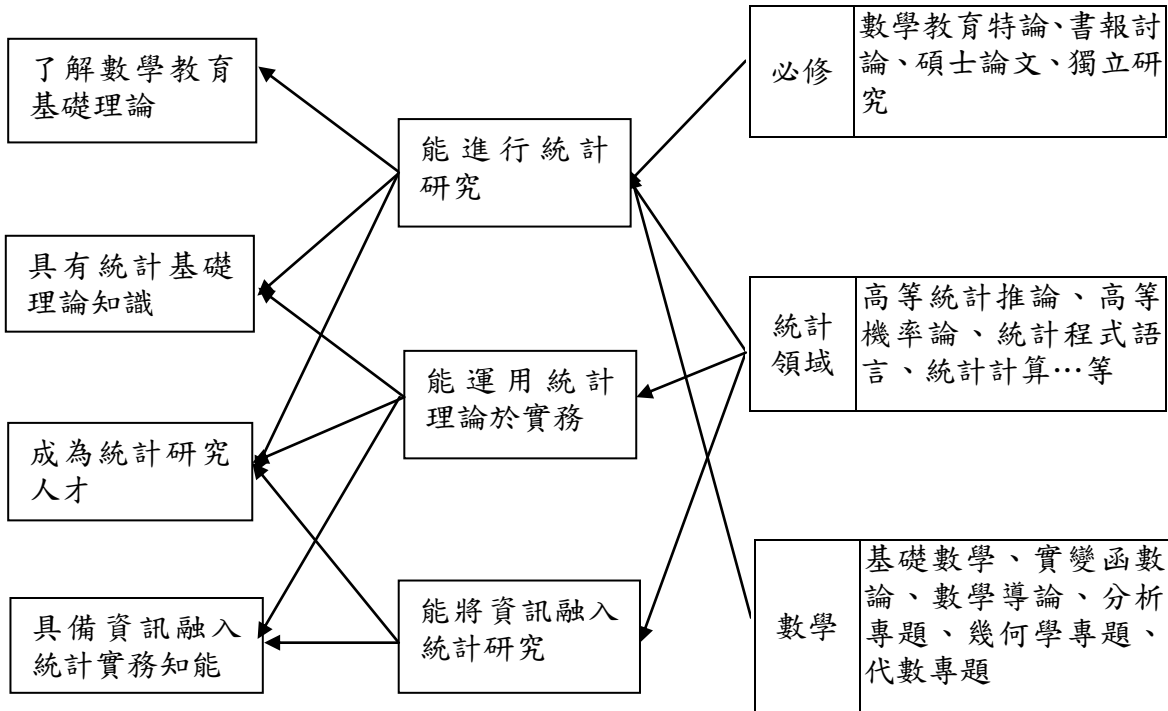 了解數學教育
基礎理論
具有統計基礎
理論知識
成為統計研究
人才
具備資訊融入
統計實務知能
能進行統計
研究
能運用統計
理論於實務
能將資訊融入
統計研究
必修
數學教育特論、書報討
論、碩士論文、獨立研
究
統計
領域
高等統計推論、高等
機率論、統計程式語
言、統計計算…等
數學
基礎數學、實變函數
論、數學導論、分析
專題、幾何學專題、
代數專題